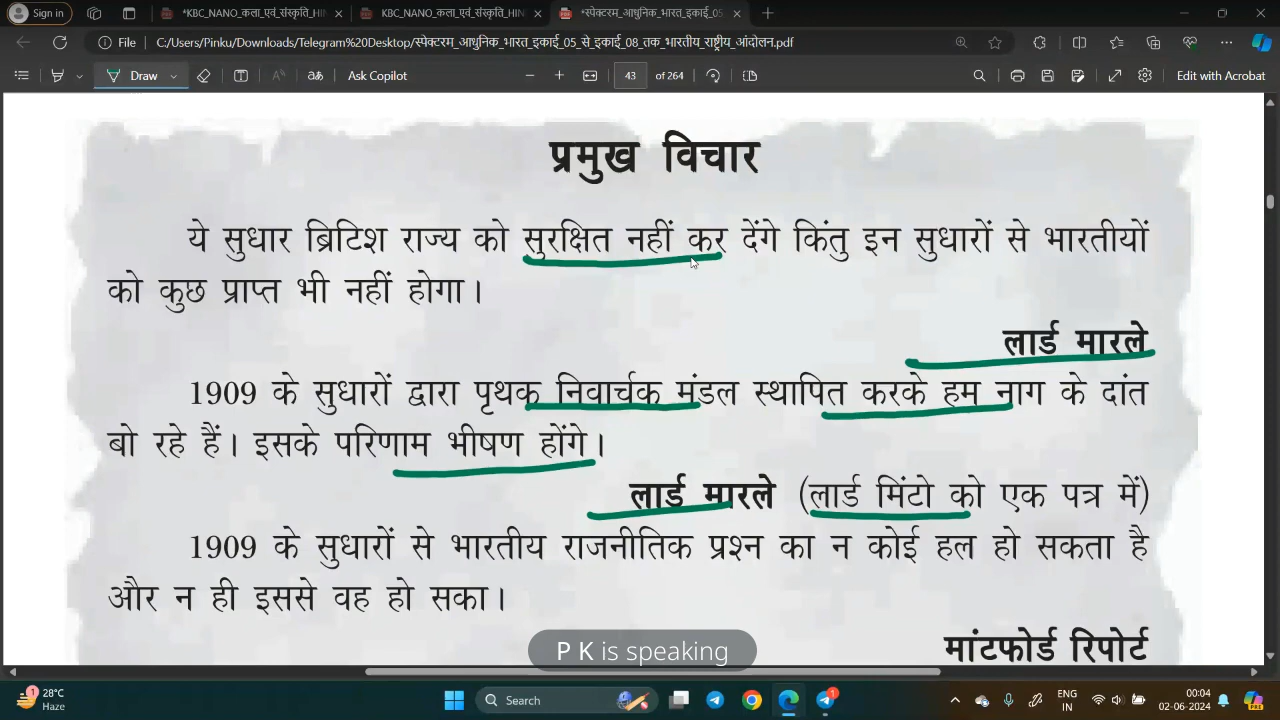 Sign in
*KBC_NANO_कला_एवं_संस्कृति_HIN
KBC_NANO_कला_एवं_संस्कृति_HIN
*स्पेक्टरम_आधुनिक_भारत_इकाई_05
File C:/Users/Pinku/Downloads/Telegram%20Desktop/स्पेक्टरम_आधुनिक_भारत_इकाई_05_से_इकाई_08_तक_भारतीय_राष्ट्रीय_आंदोलन.pdf
Draw Ask Copilot 43 of 264 Edit with Acrobat
प्रमुख विचार
ये सुधार ब्रिटिश राज्य को सुरक्षित नहीं कर देंगे किंतु इन सुधारों से भारतीयों
को कुछ प्राप्त भी नहीं होगा।
लार्ड मारले
1909 के सुधारों द्वारा पृथक निवार्चक मंडल स्थापित करके हम नाग के दांत
बो रहे हैं। इसके परिणाम भीषण होंगे।
लार्ड मारले (लार्ड मिंटो को एक पत्र में)
1909 के सुधारों से भारतीय राजनीतिक प्रश्न का न कोई हल हो सकता है
और न ही इससे वह हो सका।
मांटफोर्ड रिपोर्ट
P K is speaking
28°C
Haze
Search
ENG
IN
00:04
02-06-2024